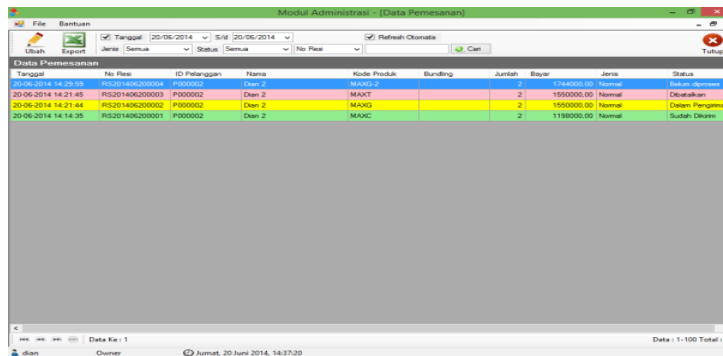 Modul Administrasi - [Data Pemesanan]
File Bantuan
Tanggal 20/06/2014 S/d 20/06/2014 Refresh Otomatis
Ubah Export Jenis Semua Status Semua No Resi Cari Tutup
Data Pemesanan
Tanggal No Resi ID Pelanggan Nama Kode Produk Bundling Jumlah Bayar Jenis Status
20-06-2014 14:29:59 RS201406200004 P000002 Dian 2 MAXG-2 2 1744000,00 Normal Belum diproses
20-06-2014 14:21:45 RS201406200003 P000002 Dian 2 MAXT 2 1550000,00 Normal Dibatalkan
20-06-2014 14:21:44 RS201406200002 P000002 Dian 2 MAXG 2 1550000,00 Normal Dalam Pengirima
20-06-2014 14:14:35 RS201406200001 P000002 Dian 2 MAXC 2 1198000,00 Normal Sudah Dikirim
Data Ke : 1 Data : 1-100 Total :
dian Owner Jumat, 20 Juni 2014, 14:37:20